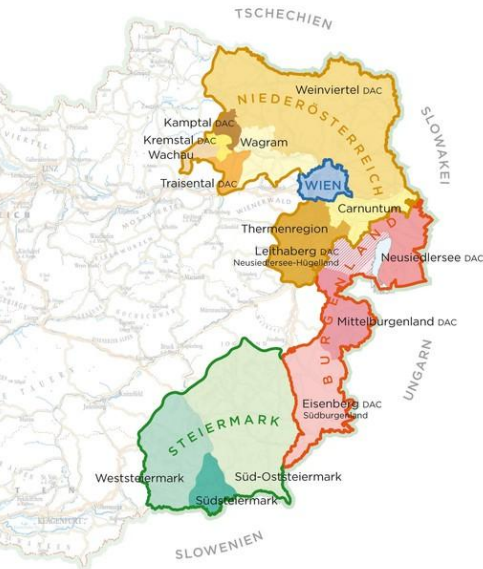 TSCHECHIEN
Weinviertel DAC
NIEDERÖSTERREICH
SLOWAKEI
Kamptal DAC
Kremstal DAC
Wagram
Wachau
Traisental DAC
WIEN
Carnuntum
Thermenregion
Leithaberg DAC
Neusiedlersee-Hügelland
Neusiedlersee DAC
BURGENLAND
Mittelburgenland DAC
UNGARN
Eisenberg DAC
Südburgenland
STEIERMARK
Weststeiermark
Süd-Oststeiermark
Südsteiermark
KLAGENFURT
SLOWENIEN